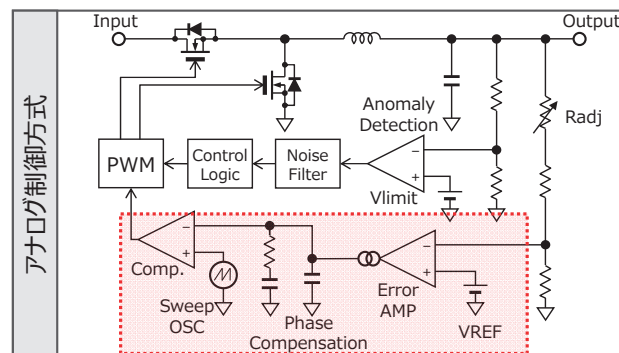 アナログ制御方式
Input
Output
Anomaly
Detection
Radj
PWM
Control
Logic
Noise
Filter
−
+
Vlimit
−
+
Comp.
Sweep
OSC
Phase
Compensation
−
+
Error
AMP
VREF